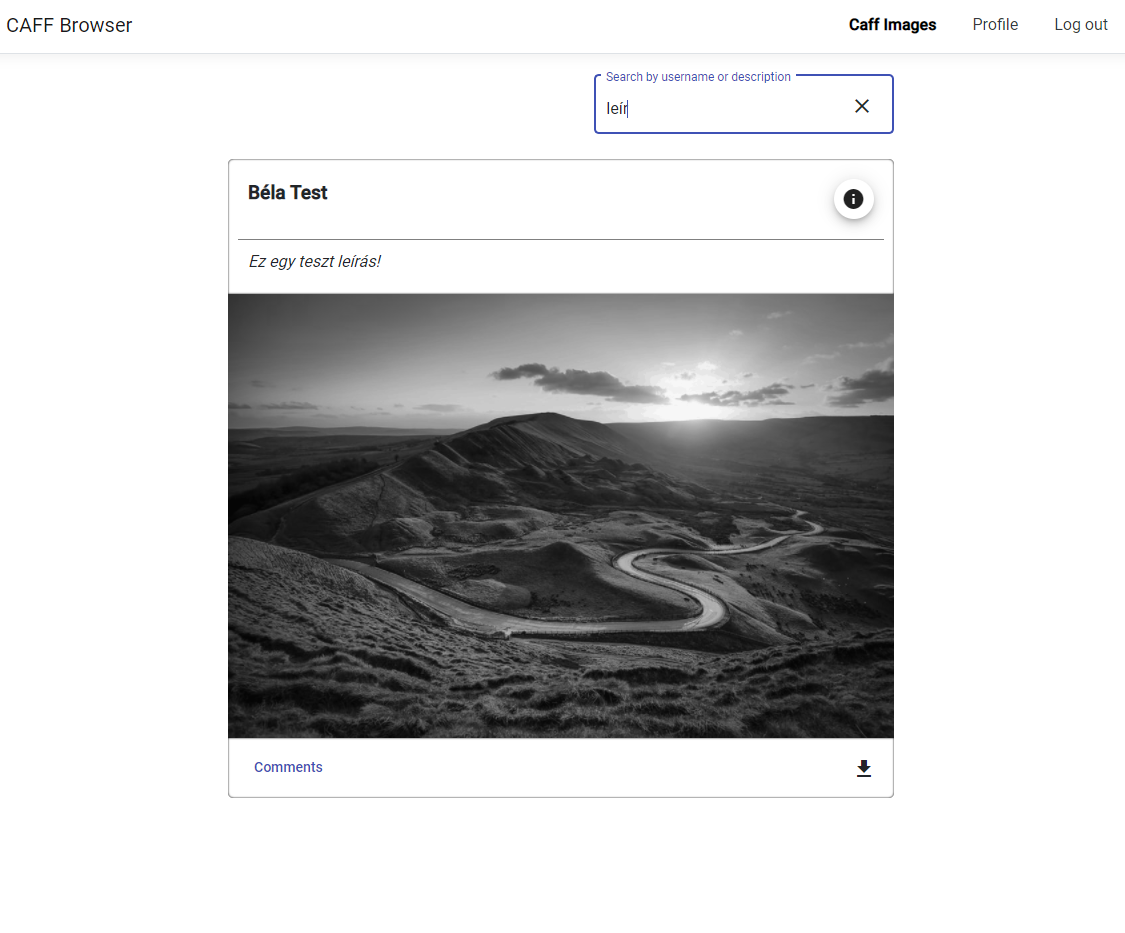 CAFF Browser
Caff Images Profile Log out
Search by username or description
leír
Béla Test
Ez egy teszt leírás!
Comments